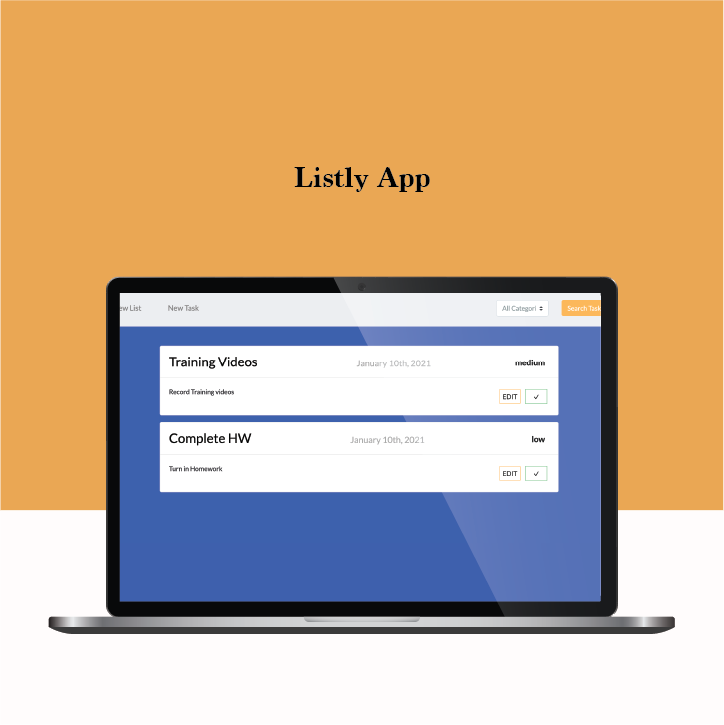 Listly App
ew List New Task All Categori Search Task
Training Videos January 10th, 2021 medium
Record Training videos EDIT ✓
Complete HW January 10th, 2021 low
Turn in Homework EDIT ✓